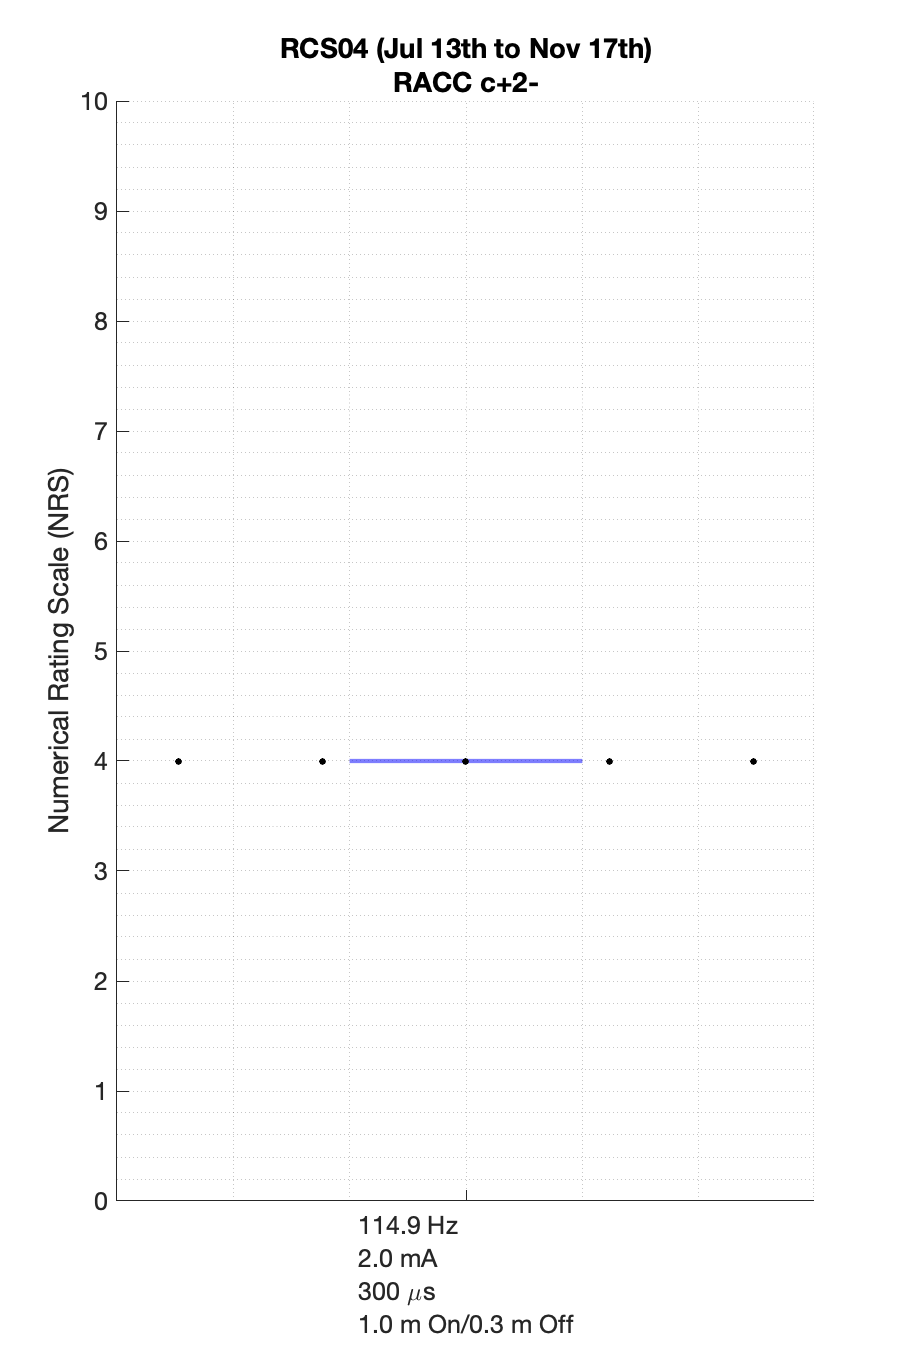 RCS04 (Jul 13th to Nov 17th)
RACC c+2-
10
9
8
7
6
5
4
3
2
1
0
Numerical Rating Scale (NRS)
114.9 Hz
2.0 mA
300 μs
1.0 m On/0.3 m Off